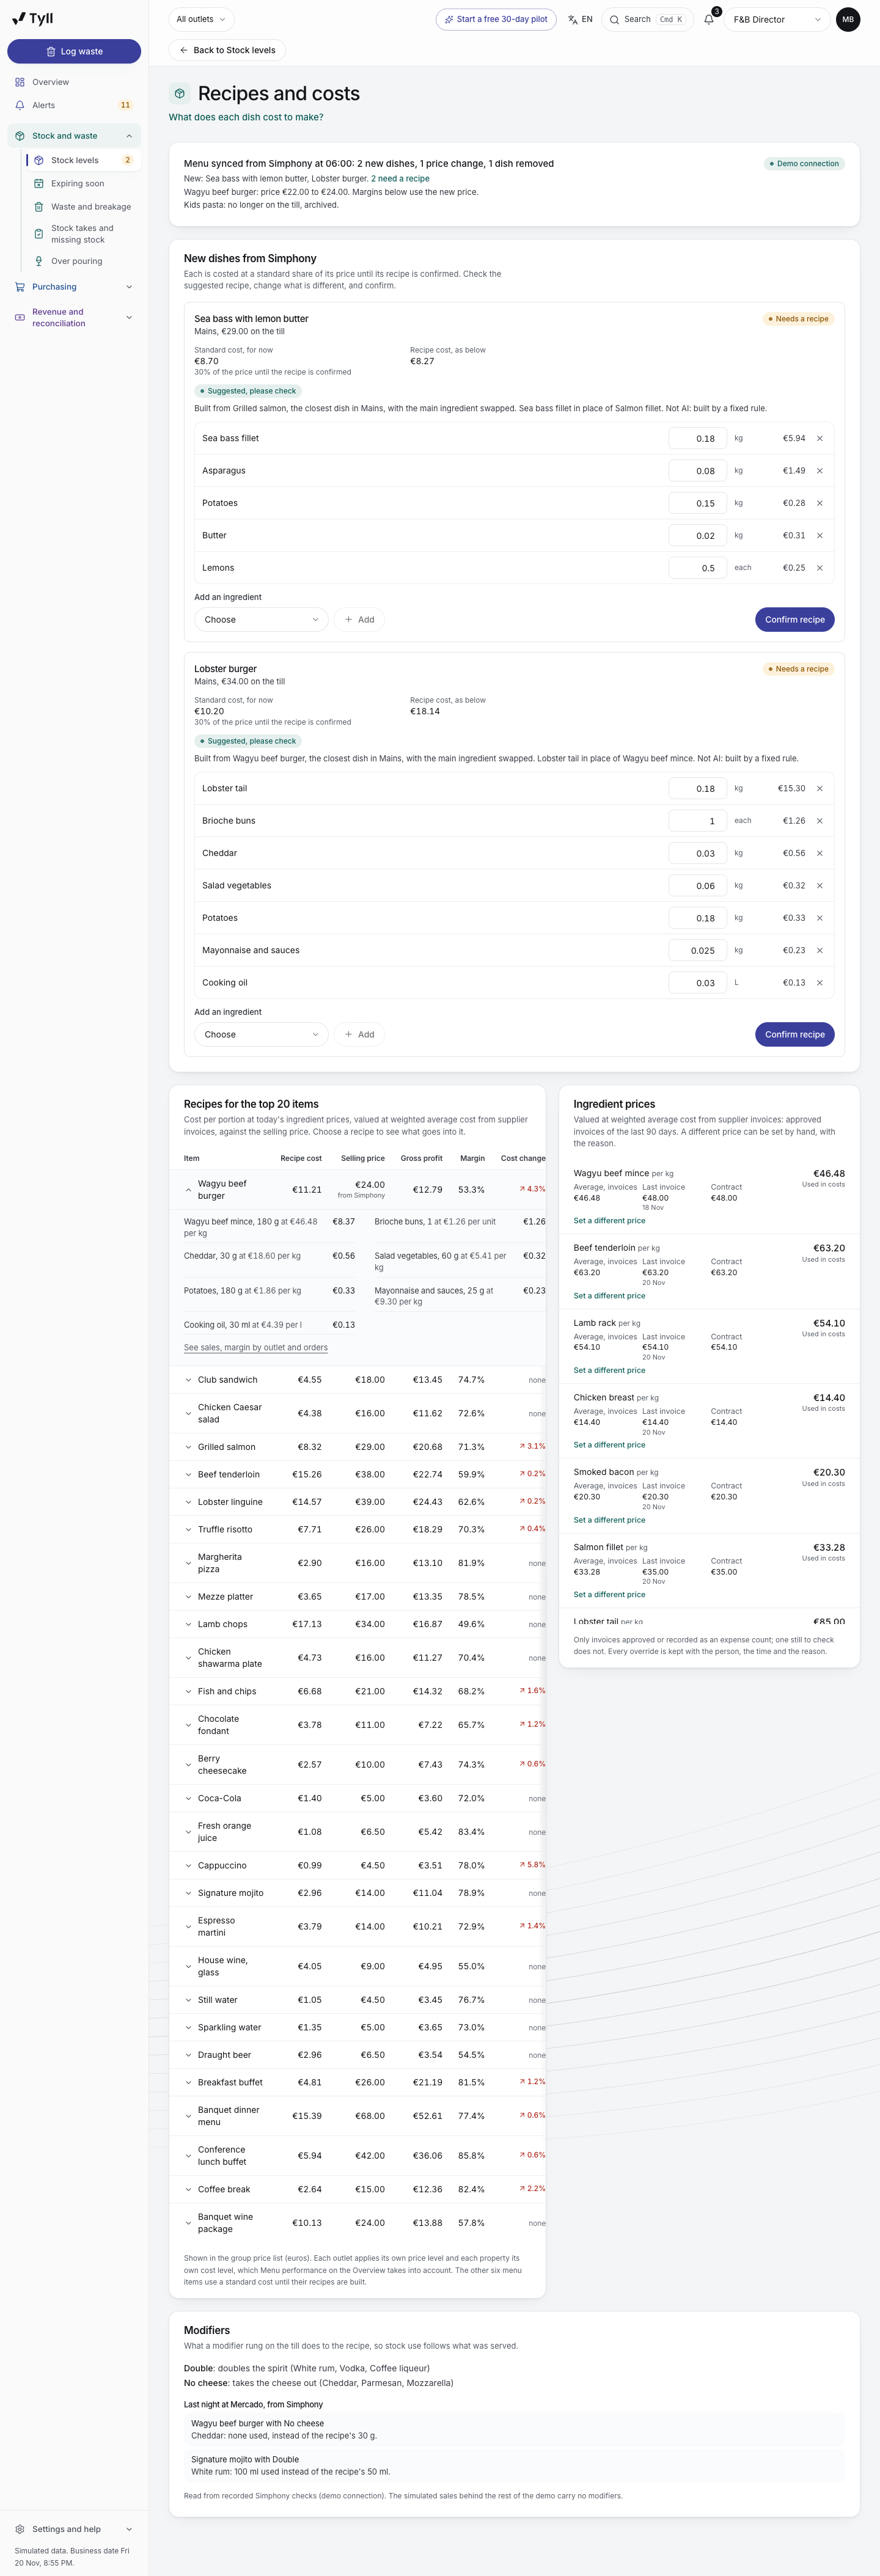 Tyll
Log waste
Overview
Alerts 11
Stock and waste
Stock levels 2
Expiring soon
Waste and breakage
Stock takes and
missing stock
Over pouring
Purchasing
Revenue and
reconciliation
All outlets
Start a free 30-day pilot
EN
Search Cmd K
3
F&B Director
MB
Back to Stock levels
Recipes and costs
What does each dish cost to make?
Menu synced from Simphony at 06:00: 2 new dishes, 1 price change, 1 dish removed
Demo connection
New: Sea bass with lemon butter, Lobster burger. 2 need a recipe
Wagyu beef burger: price €22.00 to €24.00. Margins below use the new price.
Kids pasta: no longer on the till, archived.
New dishes from Simphony
Each is costed at a standard share of its price until its recipe is confirmed. Check the
suggested recipe, change what is different, and confirm.
Sea bass with lemon butter
Needs a recipe
Mains, €29.00 on the till
Standard cost, for now Recipe cost, as below
€8.70 €8.27
30% of the price until the recipe is confirmed
Suggested, please check
Built from Grilled salmon, the closest dish in Mains, with the main ingredient swapped. Sea bass fillet in place of Salmon fillet. Not AI: built by a fixed rule.
Sea bass fillet 0.18 kg €5.94
Asparagus 0.08 kg €1.49
Potatoes 0.15 kg €0.28
Butter 0.02 kg €0.31
Lemons 0.5 each €0.25
Add an ingredient
Choose Add Confirm recipe
Lobster burger
Needs a recipe
Mains, €34.00 on the till
Standard cost, for now Recipe cost, as below
€10.20 €18.14
30% of the price until the recipe is confirmed
Suggested, please check
Built from Wagyu beef burger, the closest dish in Mains, with the main ingredient swapped. Lobster tail in place of Wagyu beef mince. Not AI: built by a fixed rule.
Lobster tail 0.18 kg €15.30
Brioche buns 1 each €1.26
Cheddar 0.03 kg €0.56
Salad vegetables 0.06 kg €0.32
Potatoes 0.18 kg €0.33
Mayonnaise and sauces 0.025 kg €0.23
Cooking oil 0.03 L €0.13
Add an ingredient
Choose Add Confirm recipe
Recipes for the top 20 items
Cost per portion at today's ingredient prices, valued at weighted average cost from supplier
invoices, against the selling price. Choose a recipe to see what goes into it.
Item Recipe cost Selling price Gross profit Margin Cost change
Wagyu beef
burger €11.21 €24.00 from Simphony €12.79 53.3% 4.3%
Wagyu beef mince, 180 g at €46.48
per kg €8.37
Brioche buns, 1 at €1.26 per unit €1.26
Cheddar, 30 g at €18.60 per kg €0.56
Salad vegetables, 60 g at €5.41 per
kg €0.32
Potatoes, 180 g at €1.86 per kg €0.33
Mayonnaise and sauces, 25 g at
€9.30 per kg €0.23
Cooking oil, 30 ml at €4.39 per l €0.13
See sales, margin by outlet and orders
Club sandwich €4.55 €18.00 €13.45 74.7% none
Chicken Caesar
salad €4.38 €16.00 €11.62 72.6% none
Grilled salmon €8.32 €29.00 €20.68 71.3% 3.1%
Beef tenderloin €15.26 €38.00 €22.74 59.9% 0.2%
Lobster linguine €14.57 €39.00 €24.43 62.6% 0.2%
Truffle risotto €7.71 €26.00 €18.29 70.3% 0.4%
Margherita
pizza €2.90 €16.00 €13.10 81.9% none
Mezze platter €3.65 €17.00 €13.35 78.5% none
Lamb chops €17.13 €34.00 €16.87 49.6% none
Chicken
shawarma plate €4.73 €16.00 €11.27 70.4% none
Fish and chips €6.68 €21.00 €14.32 68.2% 1.6%
Chocolate
fondant €3.78 €11.00 €7.22 65.7% 1.2%
Berry
cheesecake €2.57 €10.00 €7.43 74.3% 0.6%
Coca-Cola €1.40 €5.00 €3.60 72.0% none
Fresh orange
juice €1.08 €6.50 €5.42 83.4% none
Cappuccino €0.99 €4.50 €3.51 78.0% 5.8%
Signature mojito €2.96 €14.00 €11.04 78.9% none
Espresso
martini €3.79 €14.00 €10.21 72.9% 1.4%
House wine,
glass €4.05 €9.00 €4.95 55.0% none
Still water €1.05 €4.50 €3.45 76.7% none
Sparkling water €1.35 €5.00 €3.65 73.0% none
Draught beer €2.96 €6.50 €3.54 54.5% none
Breakfast buffet €4.81 €26.00 €21.19 81.5% 1.2%
Banquet dinner
menu €15.39 €68.00 €52.61 77.4% 0.6%
Conference
lunch buffet €5.94 €42.00 €36.06 85.8% 0.6%
Coffee break €2.64 €15.00 €12.36 82.4% 2.2%
Banquet wine
package €10.13 €24.00 €13.88 57.8% none
Shown in the group price list (euros). Each outlet applies its own price level and each property its
own cost level, which Menu performance on the Overview takes into account. The other six menu
items use a standard cost until their recipes are built.
Ingredient prices
Valued at weighted average cost from supplier invoices: approved
invoices of the last 90 days. A different price can be set by hand, with
the reason.
Wagyu beef mince per kg €46.48
Used in costs
Average, invoices Last invoice Contract
€46.48 €48.00 €48.00
18 Nov
Set a different price
Beef tenderloin per kg €63.20
Used in costs
Average, invoices Last invoice Contract
€63.20 €63.20 €63.20
20 Nov
Set a different price
Lamb rack per kg €54.10
Used in costs
Average, invoices Last invoice Contract
€54.10 €54.10 €54.10
20 Nov
Set a different price
Chicken breast per kg €14.40
Used in costs
Average, invoices Last invoice Contract
€14.40 €14.40 €14.40
20 Nov
Set a different price
Smoked bacon per kg €20.30
Used in costs
Average, invoices Last invoice Contract
€20.30 €20.30 €20.30
20 Nov
Set a different price
Salmon fillet per kg €33.28
Used in costs
Average, invoices Last invoice Contract
€33.28 €35.00 €35.00
20 Nov
Set a different price
Lobster tail per kg €85.00
Only invoices approved or recorded as an expense count; one still to check
does not. Every override is kept with the person, the time and the reason.
Modifiers
What a modifier rung on the till does to the recipe, so stock use follows what was served.
Double: doubles the spirit (White rum, Vodka, Coffee liqueur)
No cheese: takes the cheese out (Cheddar, Parmesan, Mozzarella)
Last night at Mercado, from Simphony
Wagyu beef burger with No cheese
Cheddar: none used, instead of the recipe's 30 g.
Signature mojito with Double
White rum: 100 ml used instead of the recipe's 50 ml.
Read from recorded Simphony checks (demo connection). The simulated sales behind the rest of the demo carry no modifiers.
Settings and help
Simulated data. Business date Fri
20 Nov, 8:55 PM.